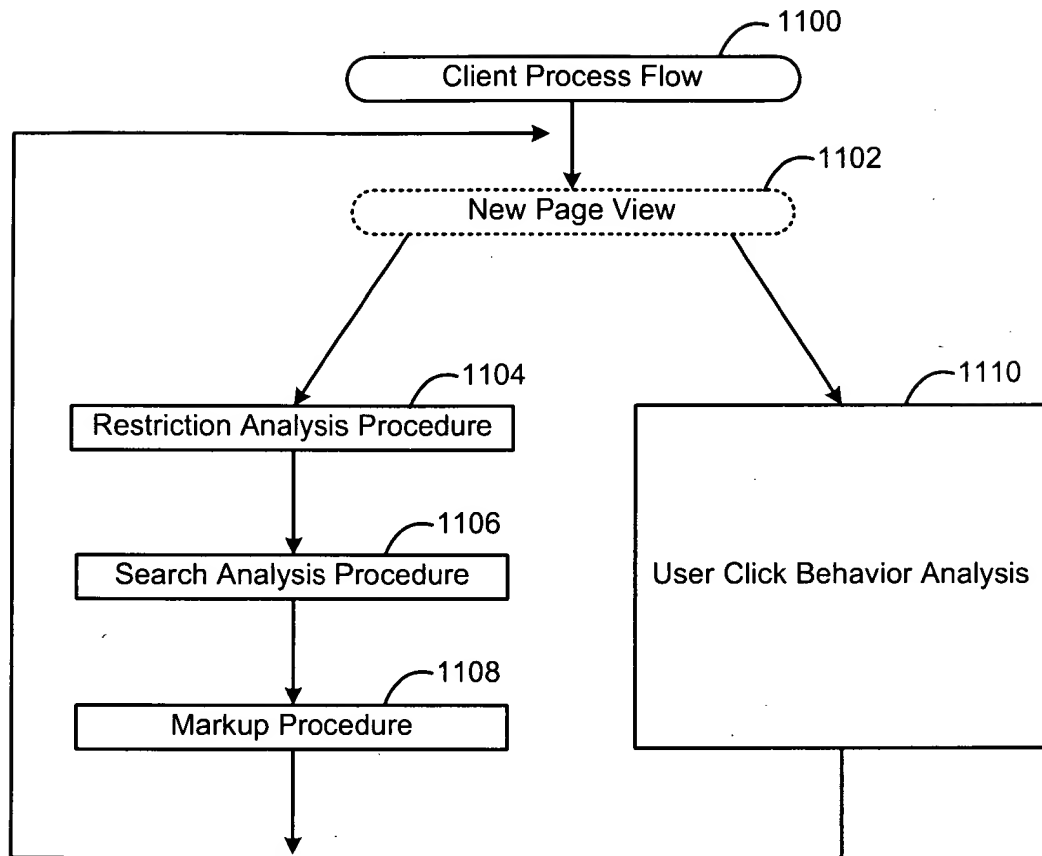 1100
Client Process Flow
1102
New Page View
1104
Restriction Analysis Procedure
1110
User Click Behavior Analysis
1106
Search Analysis Procedure
1108
Markup Procedure